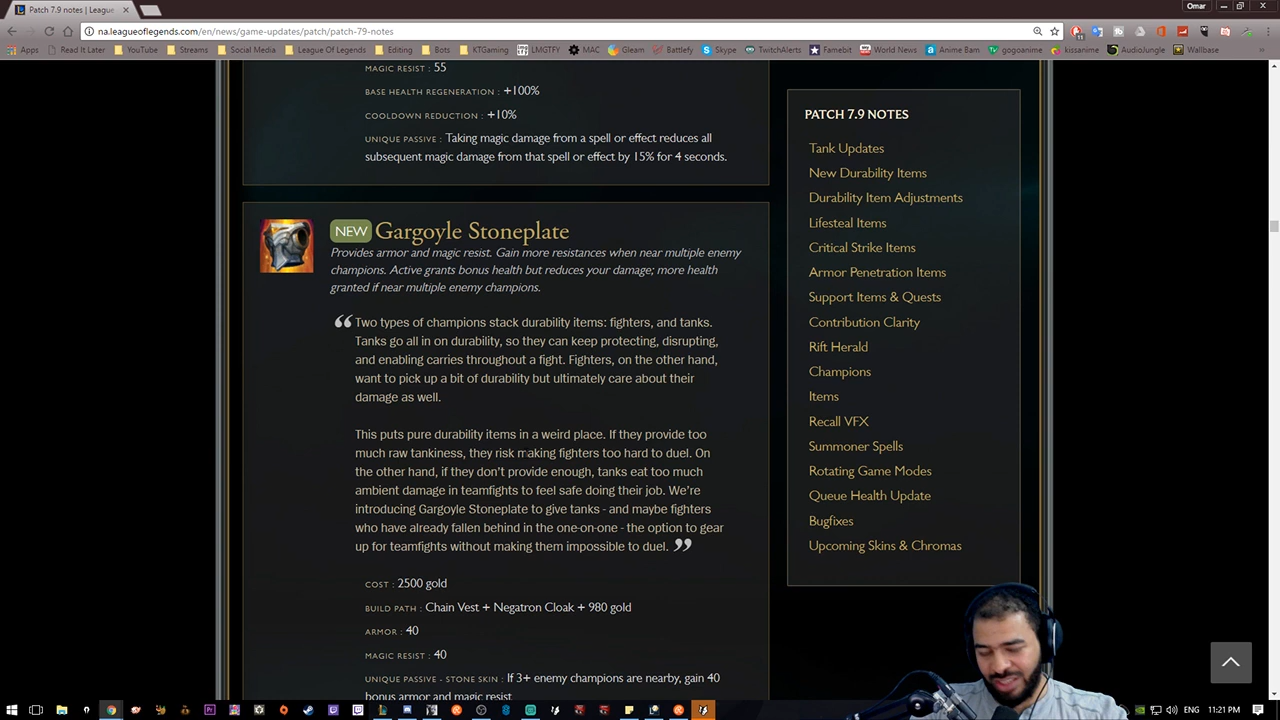 Patch 7.9 notes | League
Omar
na.leagueoflegends.com/en/news/game-updates/patch/patch-79-notes
Apps Read It Later YouTube Streams Social Media League Of Legends Editing Bots KTGaming LMGTFY MAC Gleam Battlefy Skype TwitchAlerts Famebit World News Anime Bam gogoanime kissanime AudioJungle Wallbase
MAGIC RESIST : 55
BASE HEALTH REGENERATION : +100%
COOLDOWN REDUCTION : +10%
UNIQUE PASSIVE : Taking magic damage from a spell or effect reduces all
subsequent magic damage from that spell or effect by 15% for 4 seconds.
NEW Gargoyle Stoneplate
Provides armor and magic resist. Gain more resistances when near multiple enemy
champions. Active grants bonus health but reduces your damage; more health
granted if near multiple enemy champions.
“ Two types of champions stack durability items: fighters, and tanks.
Tanks go all in on durability, so they can keep protecting, disrupting,
and enabling carries throughout a fight. Fighters, on the other hand,
want to pick up a bit of durability but ultimately care about their
damage as well.
This puts pure durability items in a weird place. If they provide too
much raw tankiness, they risk making fighters too hard to duel. On
the other hand, if they don't provide enough, tanks eat too much
ambient damage in teamfights to feel safe doing their job. We're
introducing Gargoyle Stoneplate to give tanks - and maybe fighters
who have already fallen behind in the one-on-one - the option to gear
up for teamfights without making them impossible to duel. ”
COST : 2500 gold
BUILD PATH : Chain Vest + Negatron Cloak + 980 gold
ARMOR : 40
MAGIC RESIST : 40
UNIQUE PASSIVE - STONE SKIN : If 3+ enemy champions are nearby, gain 40
bonus armor and magic resist
PATCH 7.9 NOTES
Tank Updates
New Durability Items
Durability Item Adjustments
Lifesteal Items
Critical Strike Items
Armor Penetration Items
Support Items & Quests
Contribution Clarity
Rift Herald
Champions
Items
Recall VFX
Summoner Spells
Rotating Game Modes
Queue Health Update
Bugfixes
Upcoming Skins & Chromas
ENG 11:21 PM